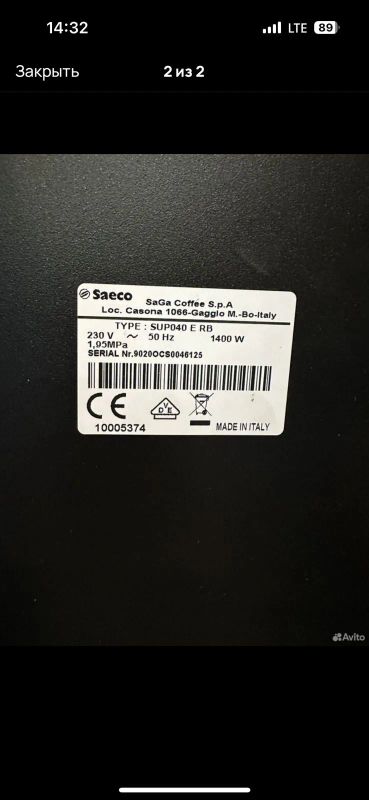 14:32 LTE 89
Закрыть 2 из 2
Saeco SaGa Coffee S.p.A
Loc. Casona 1066-Gaggio M.-Bo-Italy
TYPE : SUP040 E RB
230 V ~ 50 Hz 1400 W
1,95MPa
SERIAL Nr.9020OCS0046125
CE DVE
10005374 MADE IN ITALY
Avito